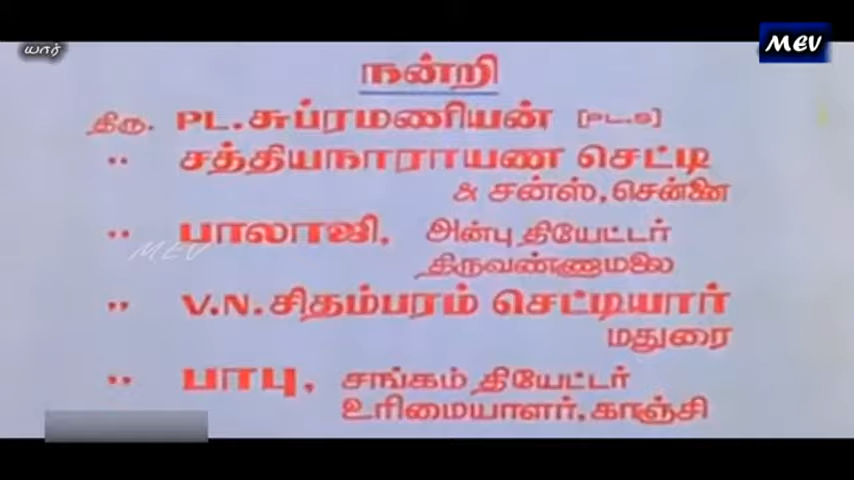 யார்
MEV
நன்றி
திரு. PL.சுப்ரமணியன் [PL.S]
" சத்தியநாராயண செட்டி
& சன்ஸ், சென்னை
" பாலாஜி, அன்பு தியேட்டர்
MEV
திருவண்ணாமலை
" V.N.சிதம்பரம் செட்டியார்
மதுரை
" பாபு, சங்கம் தியேட்டர்
உரிமையாளர், காஞ்சி